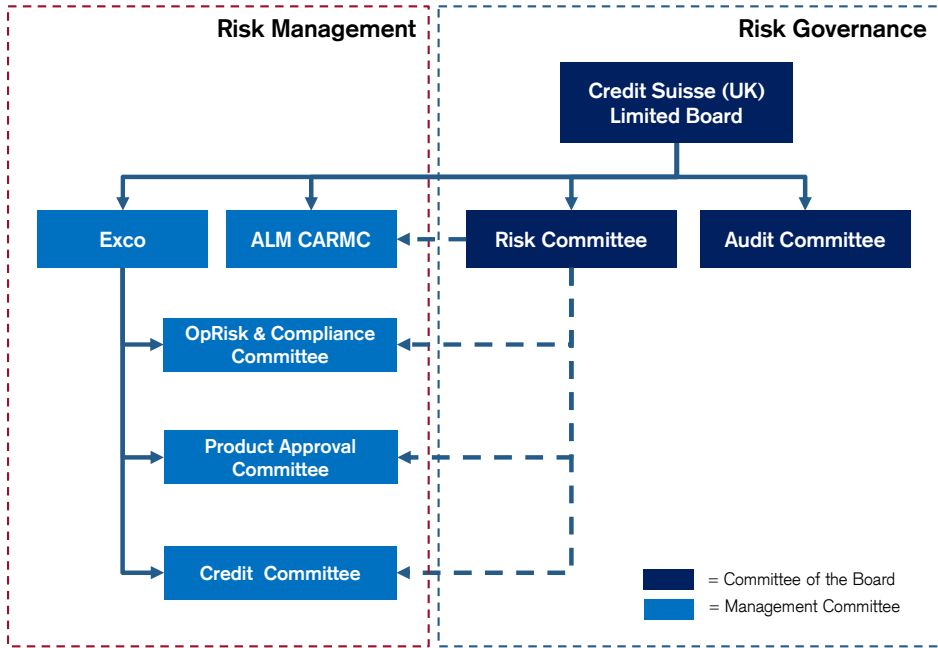 Risk Management
Risk Governance
Credit Suisse (UK)
Limited Board
Exco
ALM CARMC
Risk Committee
Audit Committee
OpRisk & Compliance
Committee
Product Approval
Committee
Credit Committee
= Committee of the Board
= Management Committee